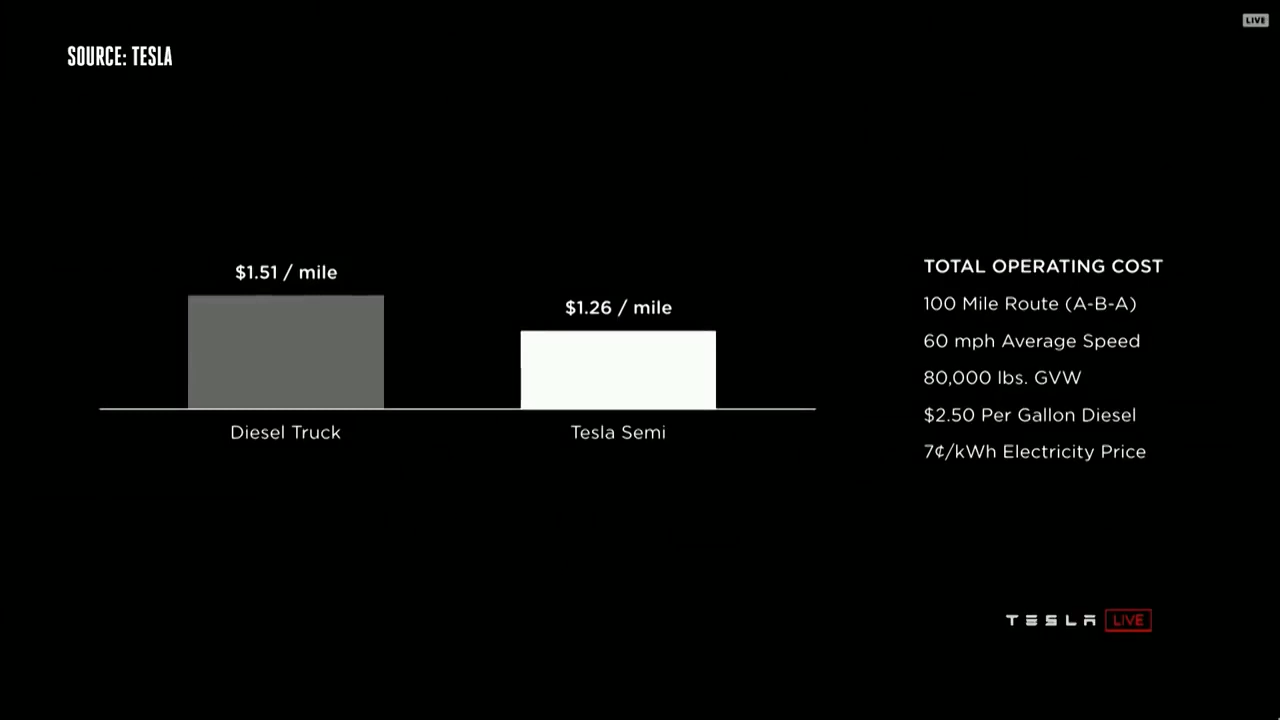 LIVE
SOURCE: TESLA
$1.51 / mile
$1.26 / mile
Diesel Truck
Tesla Semi
TOTAL OPERATING COST
100 Mile Route (A-B-A)
60 mph Average Speed
80,000 lbs. GVW
$2.50 Per Gallon Diesel
7¢/kWh Electricity Price
TESLA LIVE